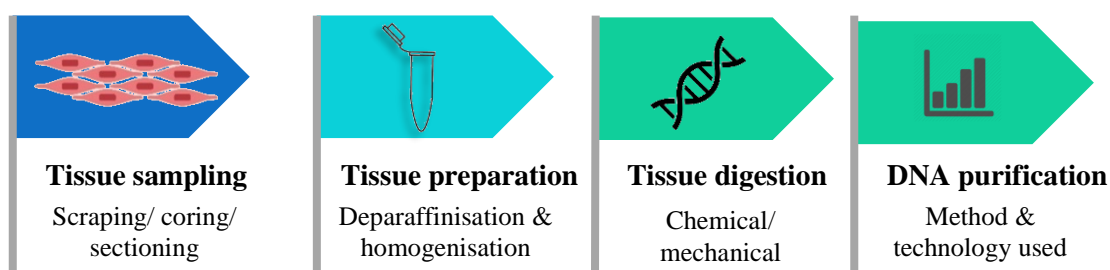 Tissue sampling
Scraping/ coring/
sectioning
Tissue preparation
Deparaffinisation &
homogenisation
Tissue digestion
Chemical/
mechanical
DNA purification
Method &
technology used